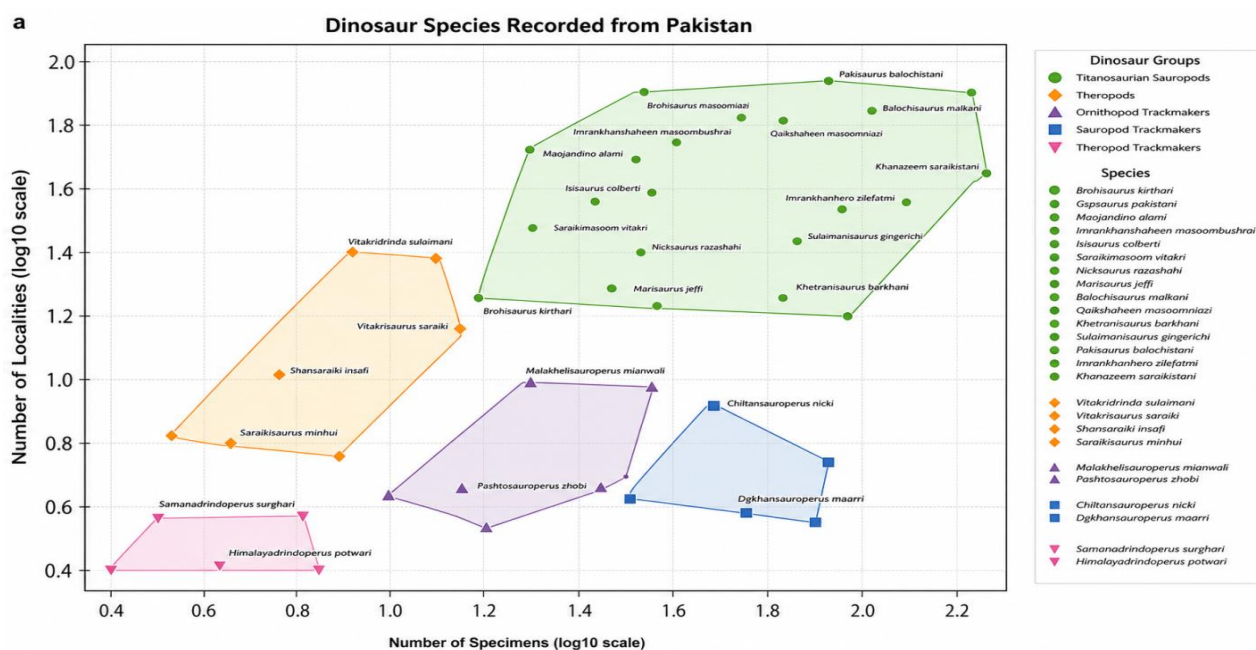 a
Dinosaur Species Recorded from Pakistan
Number of Localities (log10 scale)
2.0
1.8
1.6
1.4
1.2
1.0
0.8
0.6
0.4
Pakisaurus balochistani
Brohisaurus masoomiazi
Balochisaurus malkani
Imrankhanshaheen masoombushrai
Qaikshaheen masoomniazi
Maojandino alami
Khanazeem saraikistani
Isisaurus colberti
Imrankhanhero zilefatmi
Saraikimasoom vitakri
Sulaimanisaurus gingerichi
Nicksaurus razashahi
Marisaurus jeffi
Khetranisaurus barkhani
Brohisaurus kirthari
Vitakridrinda sulaimani
Vitakrisaurus saraiki
Shansaraiki insafi
Saraikisaurus minhui
Malakhelisauroperus mianwali
Pashtosauroperus zhobi
Chiltansauroperus nicki
Dgkhansauroperus maarri
Samanadrindoperus surghari
Himalayadrindoperus potwari
0.4 0.6 0.8 1.0 1.2 1.4 1.6 1.8 2.0 2.2
Number of Specimens (log10 scale)
Dinosaur Groups
Titanosaurian Sauropods
Theropods
Ornithopod Trackmakers
Sauropod Trackmakers
Theropod Trackmakers
Species
Brohisaurus kirthari
Gspsaurus pakistani
Maojandino alami
Imrankhanshaheen masoombushrai
Isisaurus colberti
Saraikimasoom vitakri
Nicksaurus razashahi
Marisaurus jeffi
Balochisaurus malkani
Qaikshaheen masoomniazi
Khetranisaurus barkhani
Sulaimanisaurus gingerichi
Pakisaurus balochistani
Imrankhanhero zilefatmi
Khanazeem saraikistani
Vitakridrinda sulaimani
Vitakrisaurus saraiki
Shansaraiki insafi
Saraikisaurus minhui
Malakhelisauroperus mianwali
Pashtosauroperus zhobi
Chiltansauroperus nicki
Dgkhansauroperus maarri
Samanadrindoperus surghari
Himalayadrindoperus potwari